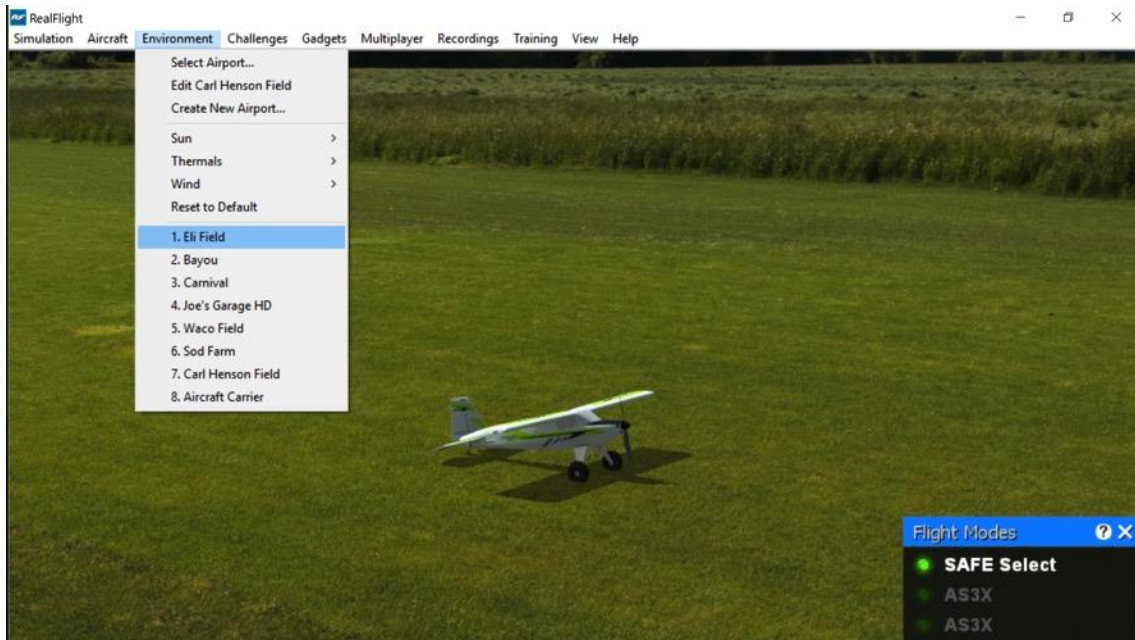 RealFlight
Simulation Aircraft Environment Challenges Gadgets Multiplayer Recordings Training View Help
Select Airport...
Edit Carl Henson Field
Create New Airport...
Sun
Thermals
Wind
Reset to Default
1. Eli Field
2. Bayou
3. Carnival
4. Joe's Garage HD
5. Waco Field
6. Sod Farm
7. Carl Henson Field
8. Aircraft Carrier
Flight Modes
SAFE Select
AS3X
AS3X